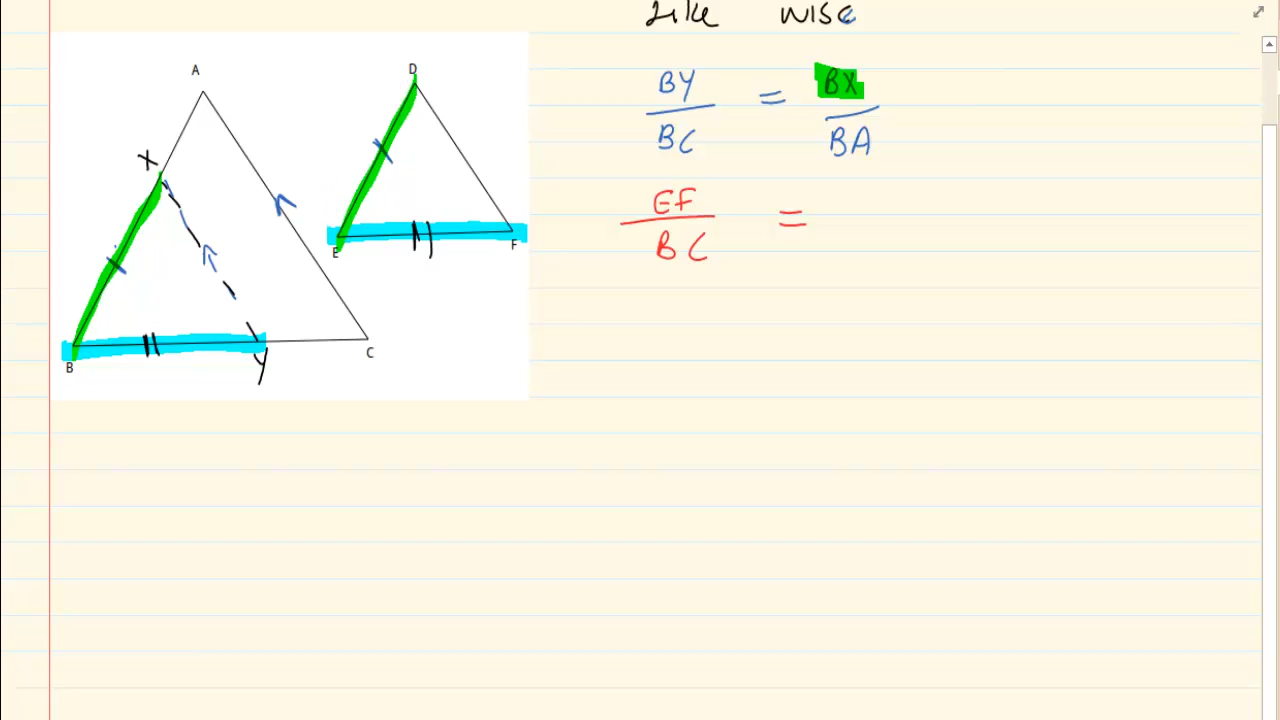 Like wise
A
D
X
E
F
B
Y
C
BY/BC = BX/BA
EF/BC =